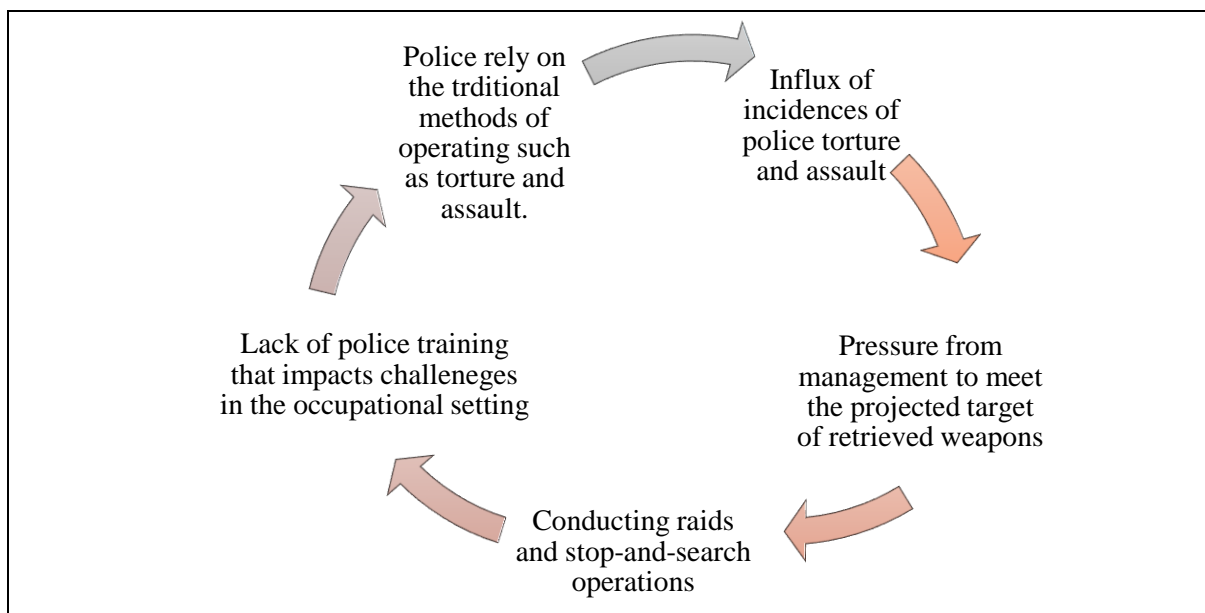 Police rely on
the trditional
methods of
operating such
as torture and
assault.
Influx of
incidences of
police torture
and assault
Pressure from
management to meet
the projected target
of retrieved weapons
Conducting raids
and stop-and-search
operations
Lack of police training
that impacts challeneges
in the occupational setting